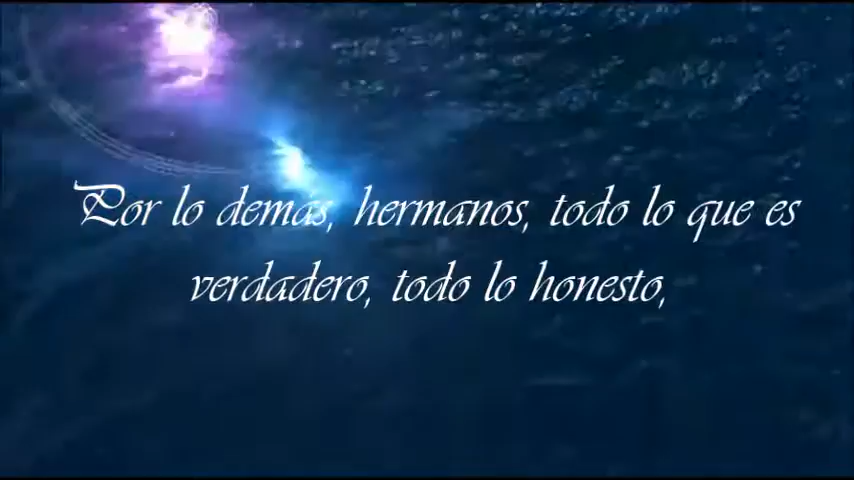 Por lo demás, hermanos, todo lo que es
verdadero, todo lo honesto,